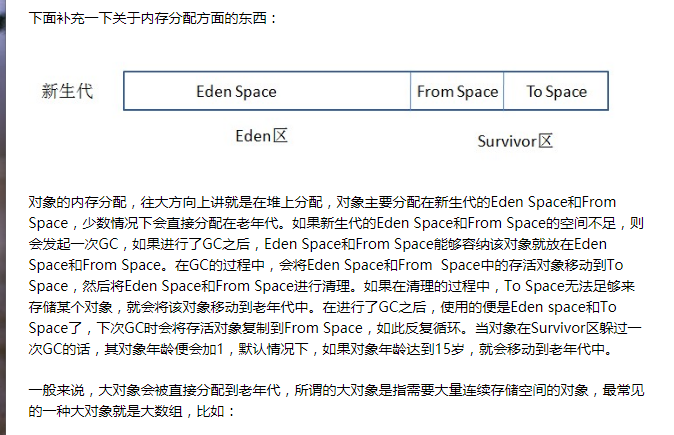 下面补充一下关于内存分配方面的东西：
新生代
Eden Space
From Space
To Space
Eden区
Survivor区
对象的内存分配，往大方向上讲就是在堆上分配，对象主要分配在新生代的Eden Space和From
Space，少数情况下会直接分配在老年代。如果新生代的Eden Space和From Space的空间不足，则
会发起一次GC，如果进行了GC之后，Eden Space和From Space能够容纳该对象就放在Eden
Space和From Space。在GC的过程中，会将Eden Space和From  Space中的存活对象移动到To
Space，然后将Eden Space和From Space进行清理。如果在清理的过程中，To Space无法足够来
存储某个对象，就会将该对象移动到老年代中。在进行了GC之后，使用的便是Eden space和To
Space了，下次GC时会将存活对象复制到From Space，如此反复循环。当对象在Survivor区躲过一
次GC的话，其对象年龄便会加1，默认情况下，如果对象年龄达到15岁，就会移动到老年代中。
一般来说，大对象会被直接分配到老年代，所谓的大对象是指需要大量连续存储空间的对象，最常见
的一种大对象就是大数组，比如：